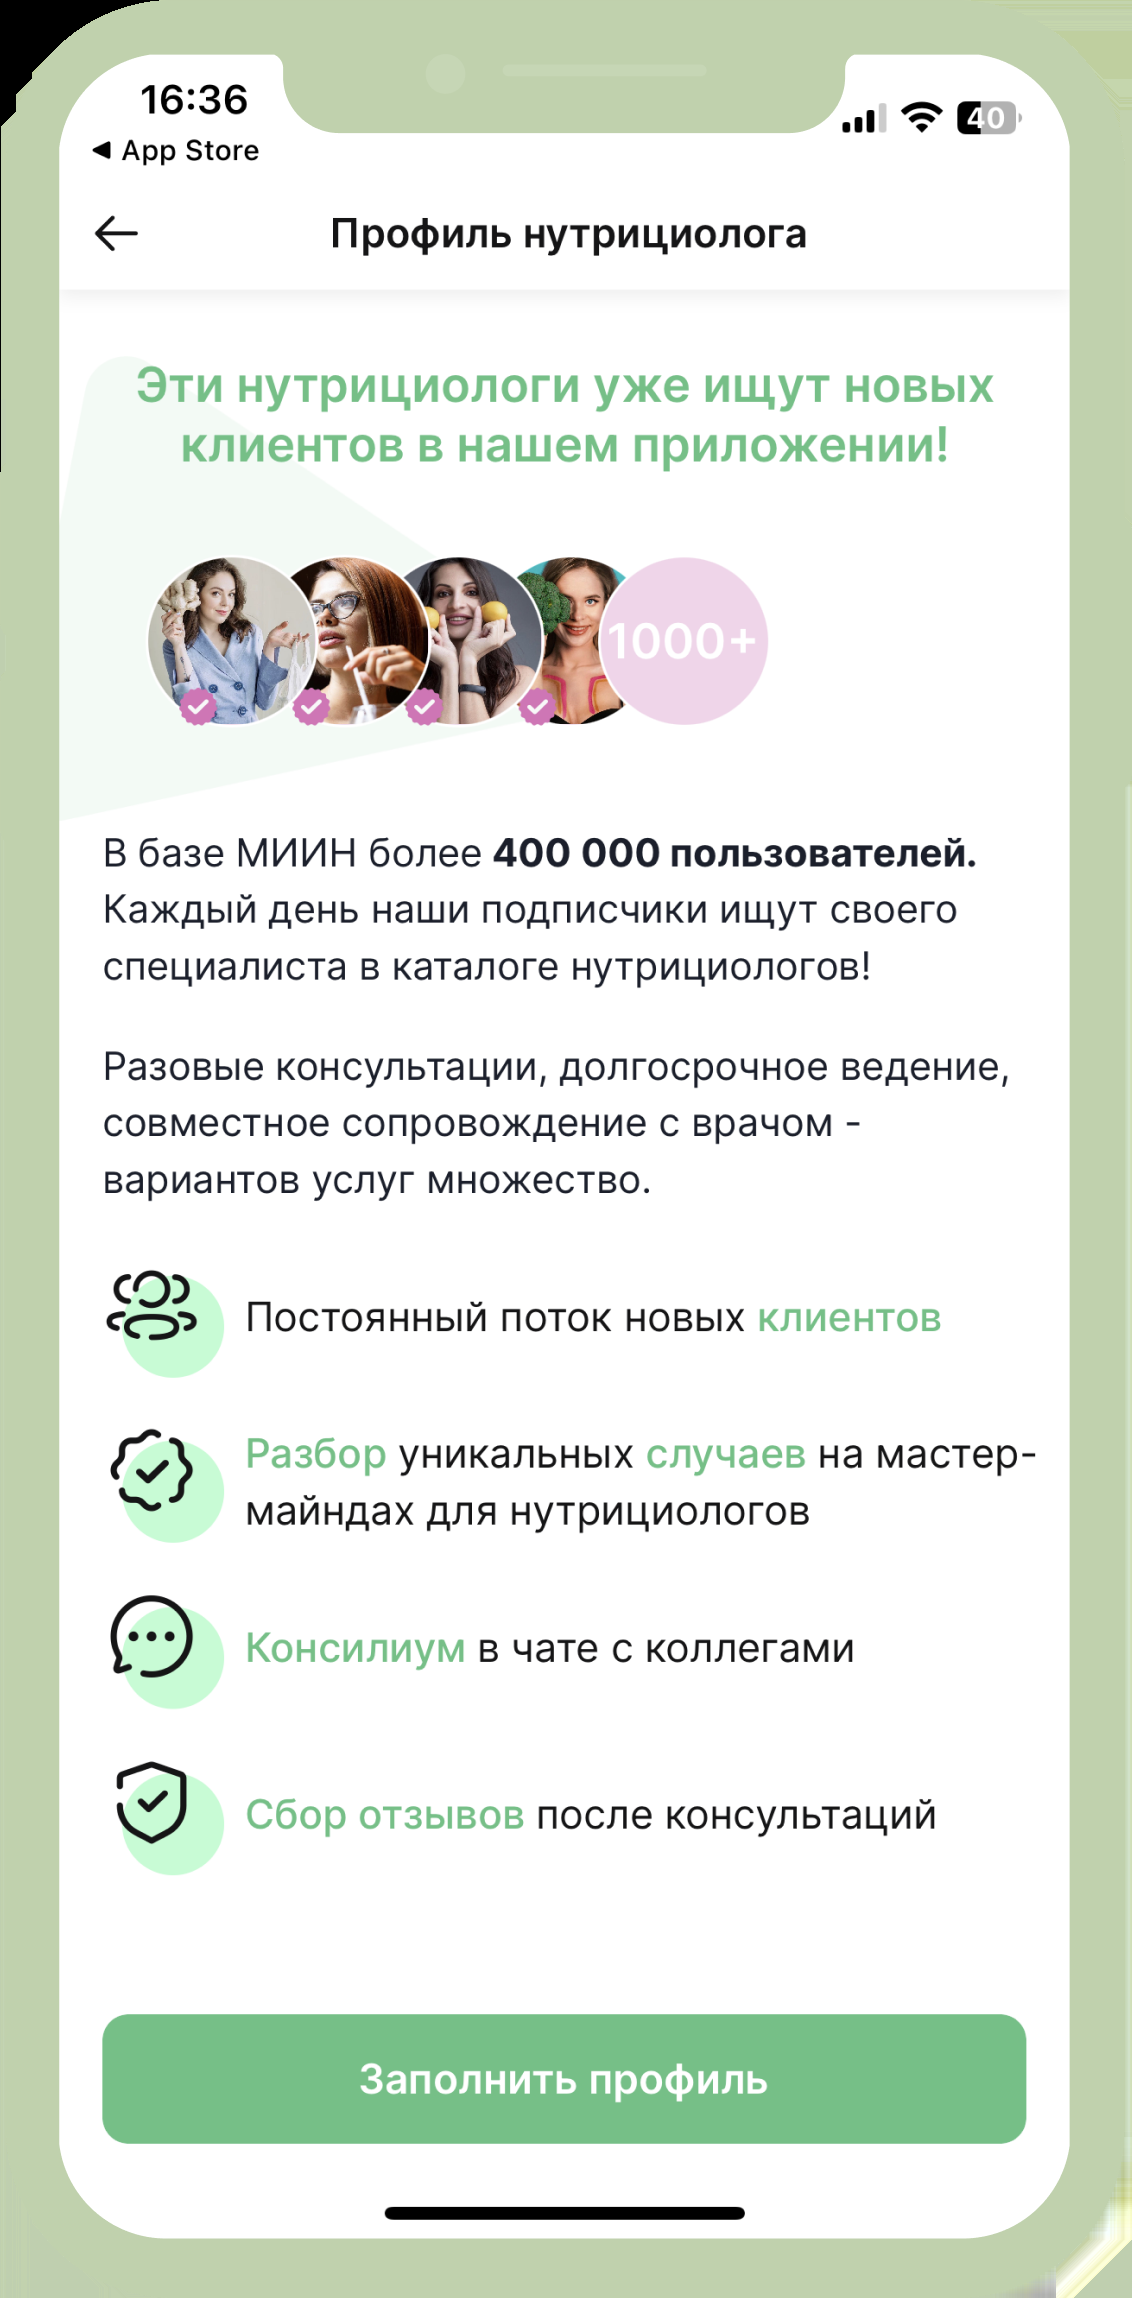 16:36
40
◀ App Store
Профиль нутрициолога
Эти нутрициологи уже ищут новых
клиентов в нашем приложении!
1000+
В базе МИИН более 400 000 пользователей.
Каждый день наши подписчики ищут своего
специалиста в каталоге нутрициологов!
Разовые консультации, долгосрочное ведение,
совместное сопровождение с врачом -
вариантов услуг множество.
Постоянный поток новых клиентов
Разбор уникальных случаев на мастер-
майндах для нутрициологов
Консилиум в чате с коллегами
Сбор отзывов после консультаций
Заполнить профиль